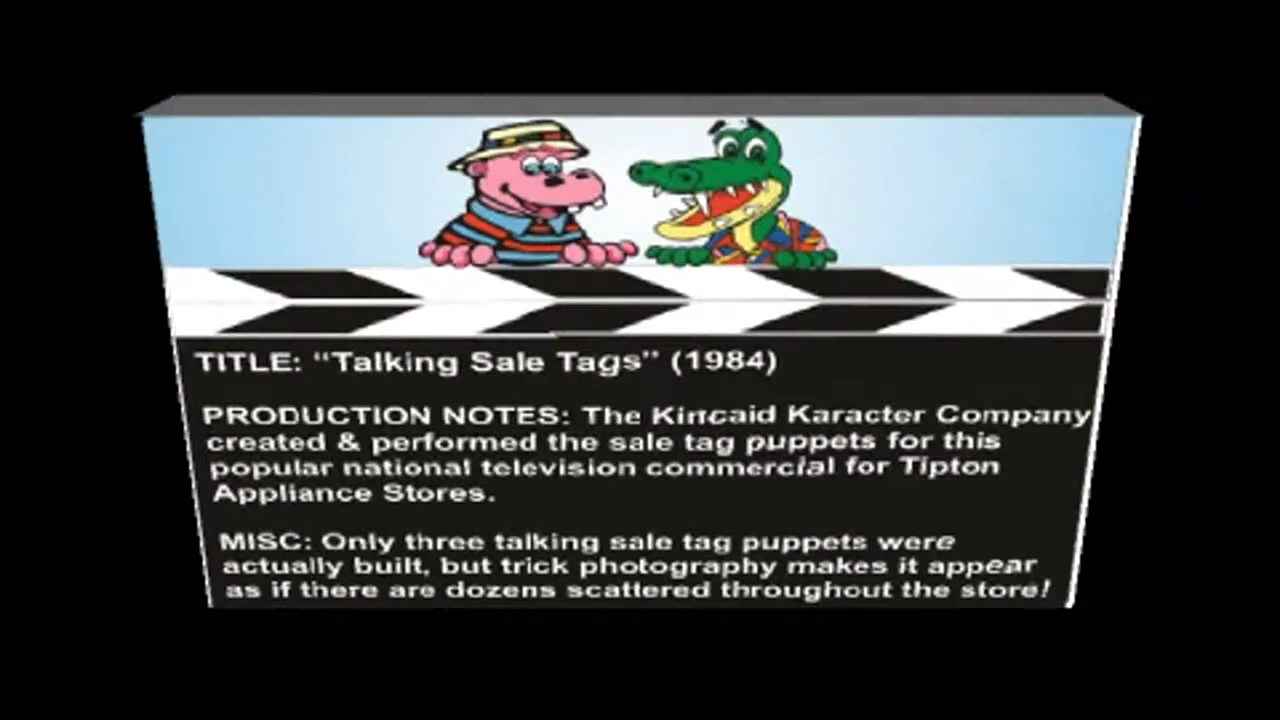 TITLE: "Talking Sale Tags" (1984)
PRODUCTION NOTES: The Kincaid Karacter Company
created & performed the sale tag puppets for this
popular national television commercial for Tipton
Appliance Stores.
MISC: Only three talking sale tag puppets were
actually built, but trick photography makes it appear
as if there are dozens scattered throughout the store!